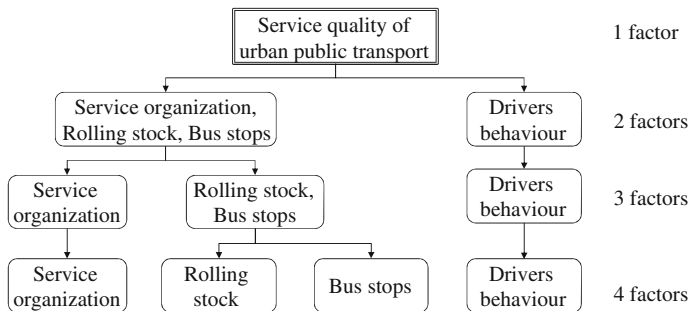 Service quality of
urban public transport
1 factor
Service organization,
Rolling stock, Bus stops
Drivers
behaviour
2 factors
Service
organization
Rolling stock,
Bus stops
Drivers
behaviour
3 factors
Service
organization
Rolling
stock
Bus stops
Drivers
behaviour
4 factors